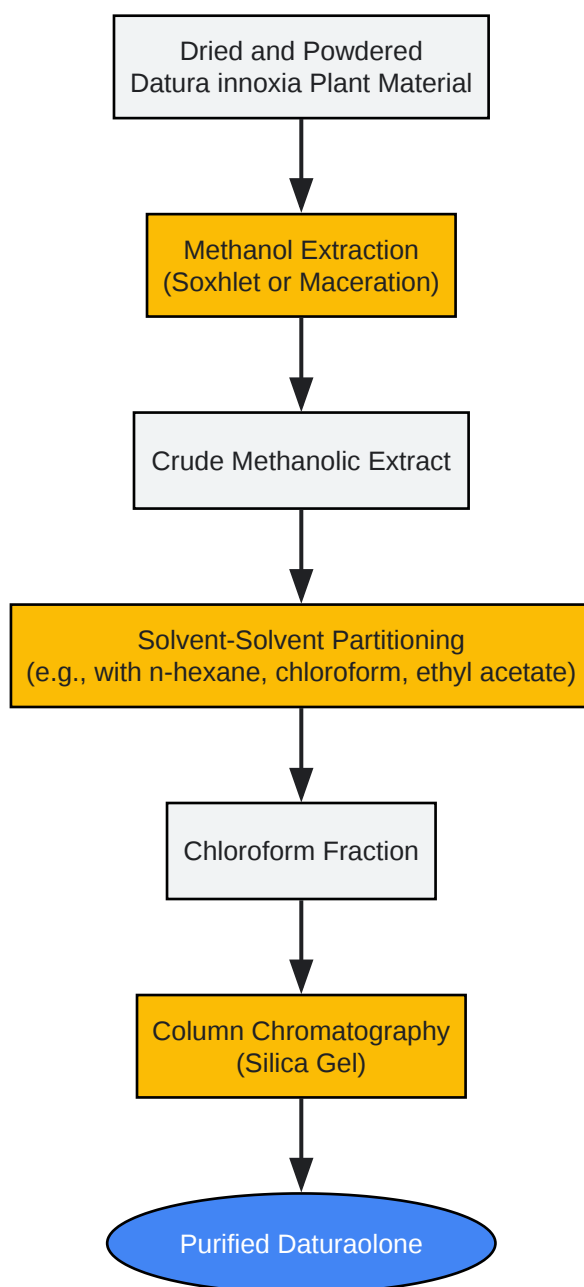 Dried and Powdered
Datura innoxia Plant Material
Methanol Extraction
(Soxhlet or Maceration)
Crude Methanolic Extract
Solvent-Solvent Partitioning
(e.g., with n-hexane, chloroform, ethyl acetate)
Chloroform Fraction
Column Chromatography
(Silica Gel)
Purified Daturaolone